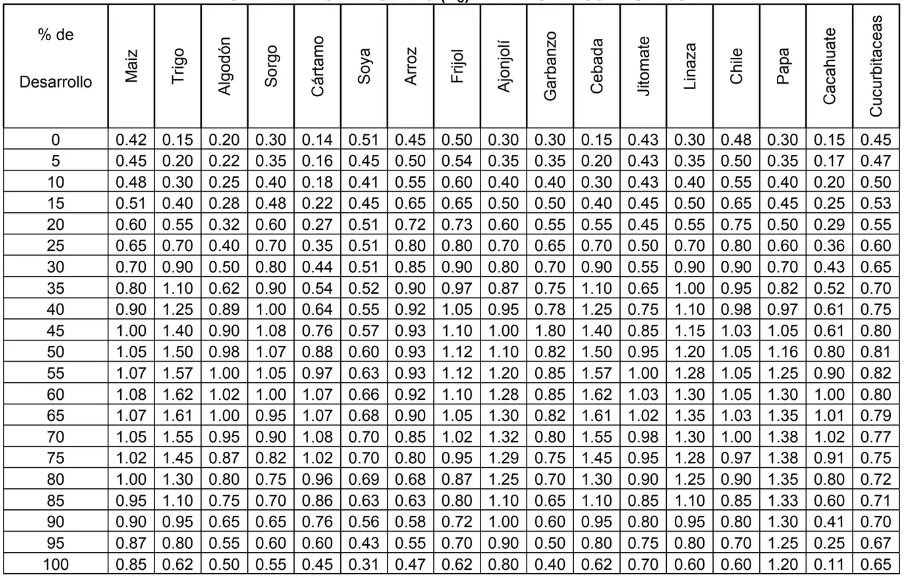 % de
Desarrollo Maiz Trigo Algodón Sorgo Cártamo Soya Arroz Frijol Ajonjolí Garbanzo Cebada Jitomate Linaza Chile Papa Cacahuate Cucurbitaceas
0 0.42 0.15 0.20 0.30 0.14 0.51 0.45 0.50 0.30 0.30 0.15 0.43 0.30 0.48 0.30 0.15 0.45
5 0.45 0.20 0.22 0.35 0.16 0.45 0.50 0.54 0.35 0.35 0.20 0.43 0.35 0.50 0.35 0.17 0.47
10 0.48 0.30 0.25 0.40 0.18 0.41 0.55 0.60 0.40 0.40 0.30 0.43 0.40 0.55 0.40 0.20 0.50
15 0.51 0.40 0.28 0.48 0.22 0.45 0.65 0.65 0.50 0.50 0.40 0.45 0.50 0.65 0.45 0.25 0.53
20 0.60 0.55 0.32 0.60 0.27 0.51 0.72 0.73 0.60 0.55 0.55 0.45 0.55 0.75 0.50 0.29 0.55
25 0.65 0.70 0.40 0.70 0.35 0.51 0.80 0.80 0.70 0.65 0.70 0.50 0.70 0.80 0.60 0.36 0.60
30 0.70 0.90 0.50 0.80 0.44 0.51 0.85 0.90 0.80 0.70 0.90 0.55 0.90 0.90 0.70 0.43 0.65
35 0.80 1.10 0.62 0.90 0.54 0.52 0.90 0.97 0.87 0.75 1.10 0.65 1.00 0.95 0.82 0.52 0.70
40 0.90 1.25 0.89 1.00 0.64 0.55 0.92 1.05 0.95 0.78 1.25 0.75 1.10 0.98 0.97 0.61 0.75
45 1.00 1.40 0.90 1.08 0.76 0.57 0.93 1.10 1.00 1.80 1.40 0.85 1.15 1.03 1.05 0.61 0.80
50 1.05 1.50 0.98 1.07 0.88 0.60 0.93 1.12 1.10 0.82 1.50 0.95 1.20 1.05 1.16 0.80 0.81
55 1.07 1.57 1.00 1.05 0.97 0.63 0.93 1.12 1.20 0.85 1.57 1.00 1.28 1.05 1.25 0.90 0.82
60 1.08 1.62 1.02 1.00 1.07 0.66 0.92 1.10 1.28 0.85 1.62 1.03 1.30 1.05 1.30 1.00 0.80
65 1.07 1.61 1.00 0.95 1.07 0.68 0.90 1.05 1.30 0.82 1.61 1.02 1.35 1.03 1.35 1.01 0.79
70 1.05 1.55 0.95 0.90 1.08 0.70 0.85 1.02 1.32 0.80 1.55 0.98 1.30 1.00 1.38 1.02 0.77
75 1.02 1.45 0.87 0.82 1.02 0.70 0.80 0.95 1.29 0.75 1.45 0.95 1.28 0.97 1.38 0.91 0.75
80 1.00 1.30 0.80 0.75 0.96 0.69 0.68 0.87 1.25 0.70 1.30 0.90 1.25 0.90 1.35 0.80 0.72
85 0.95 1.10 0.75 0.70 0.86 0.63 0.63 0.80 1.10 0.65 1.10 0.85 1.10 0.85 1.33 0.60 0.71
90 0.90 0.95 0.65 0.65 0.76 0.56 0.58 0.72 1.00 0.60 0.95 0.80 0.95 0.80 1.30 0.41 0.70
95 0.87 0.80 0.55 0.60 0.60 0.43 0.55 0.70 0.90 0.50 0.80 0.75 0.80 0.70 1.25 0.25 0.67
100 0.85 0.62 0.50 0.55 0.45 0.31 0.47 0.62 0.80 0.40 0.62 0.70 0.60 0.60 1.20 0.11 0.65